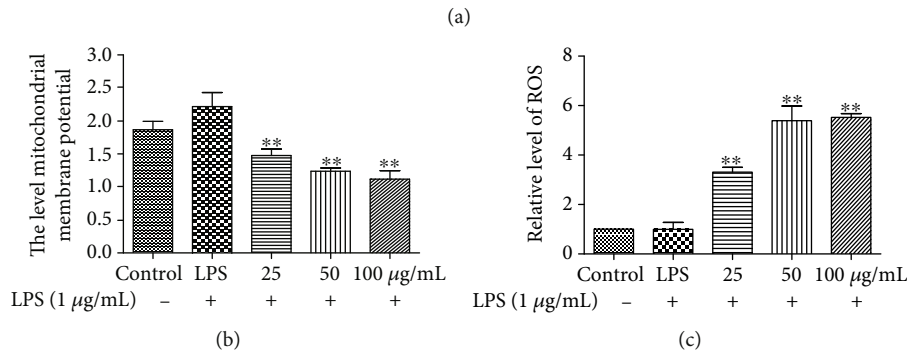 (a)
The level mitochondrial
membrane potential
3.0
2.5
2.0
1.5
1.0
0.5
0.0
**
**
**
Control LPS 25 50 100 μg/mL
LPS (1 μg/mL) – + + + +
(b)
Relative level of ROS
8
6
4
2
0
**
**
**
Control LPS 25 50 100 μg/mL
LPS (1 μg/mL) – + + + +
(c)